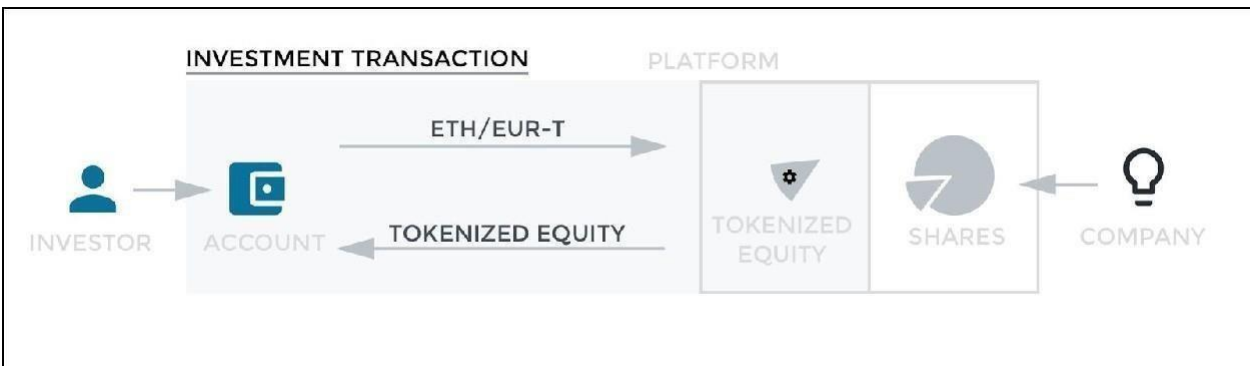 INVESTMENT TRANSACTION
PLATFORM
ETH/EUR-T
TOKENIZED EQUITY
INVESTOR
ACCOUNT
TOKENIZED
EQUITY
SHARES
COMPANY